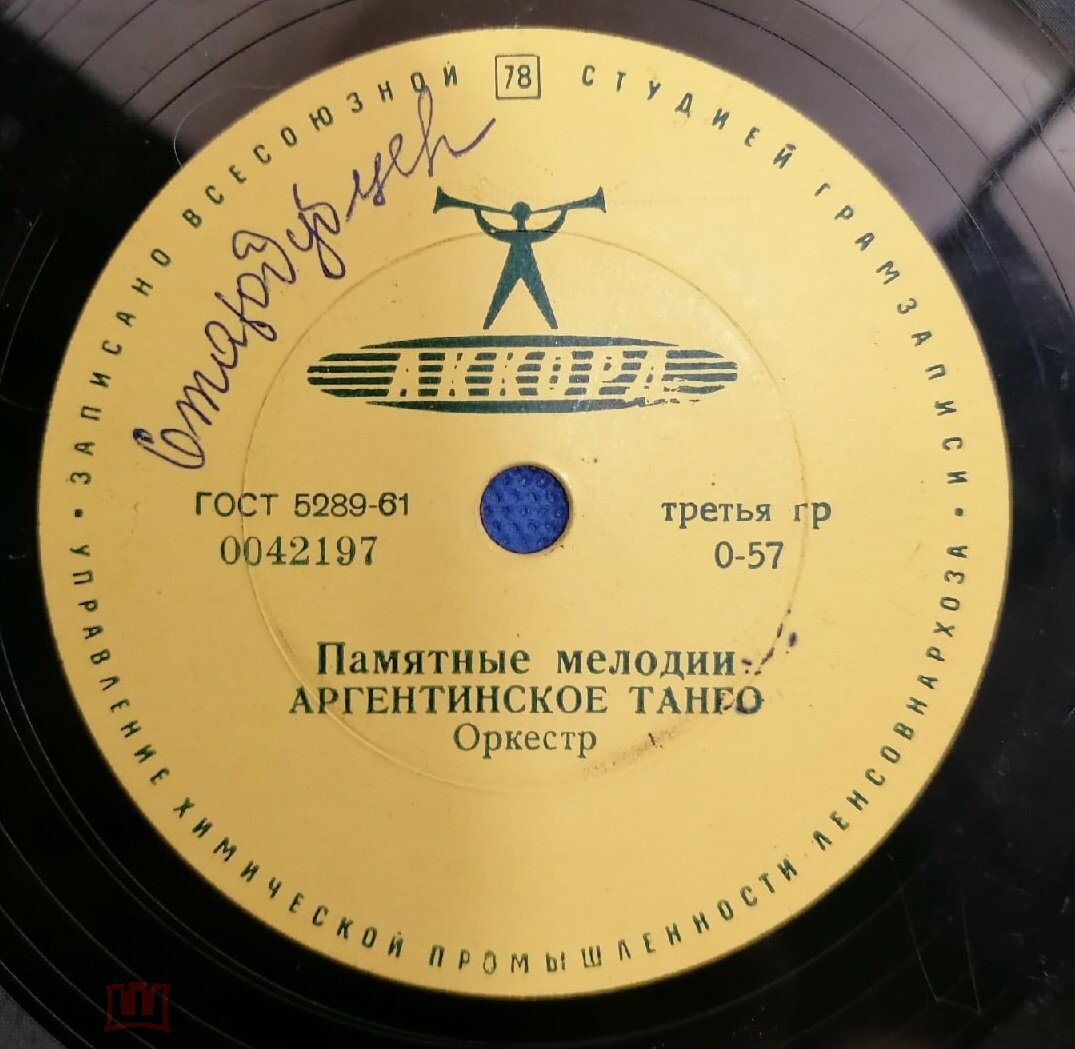 ЗАПИСАНО ВСЕСОЮЗНОЙ 78 СТУДИЕЙ ГРАМЗАПИСИ
Стародубцев
АККОРД
ГОСТ 5289-61
0042197
третья гр
0-57
Памятные мелодии
АРГЕНТИНСКОЕ ТАНГО
Оркестр
• УПРАВЛЕНИЕ ХИМИЧЕСКОЙ ПРОМЫШЛЕННОСТИ ЛЕНСОВНАРХОЗА •